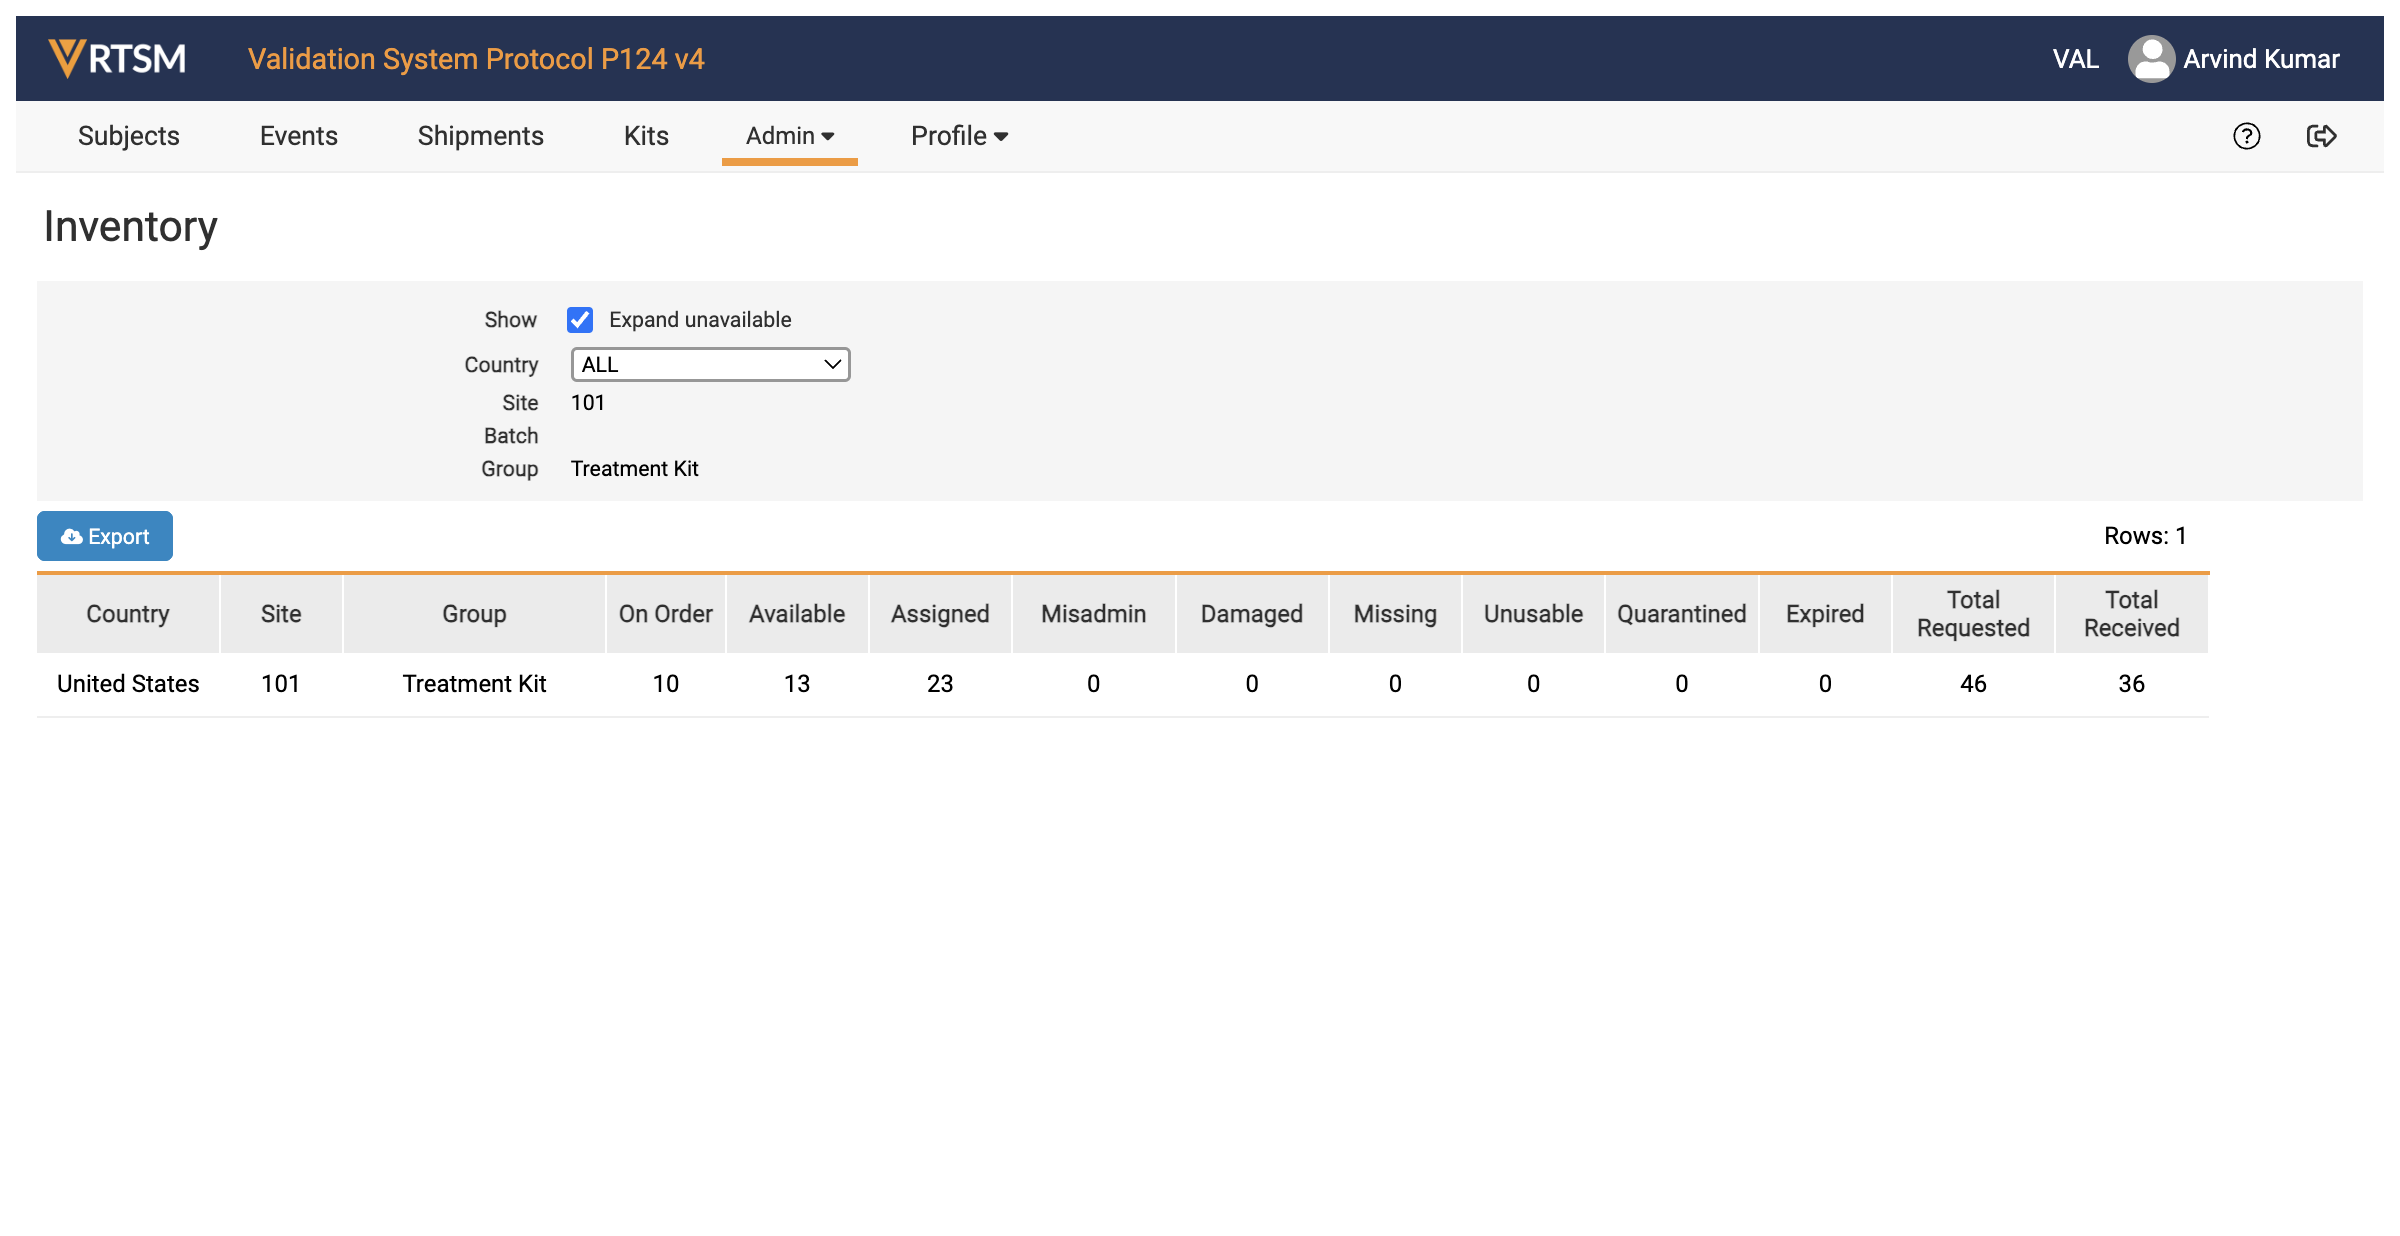 VRTSM Validation System Protocol P124 v4 VAL Arvind Kumar
Subjects Events Shipments Kits Admin Profile ?
Inventory
Show Expand unavailable
Country ALL
Site 101
Batch
Group Treatment Kit
Export Rows: 1
Country Site Group On Order Available Assigned Misadmin Damaged Missing Unusable Quarantined Expired Total Requested Total Received
United States 101 Treatment Kit 10 13 23 0 0 0 0 0 0 46 36